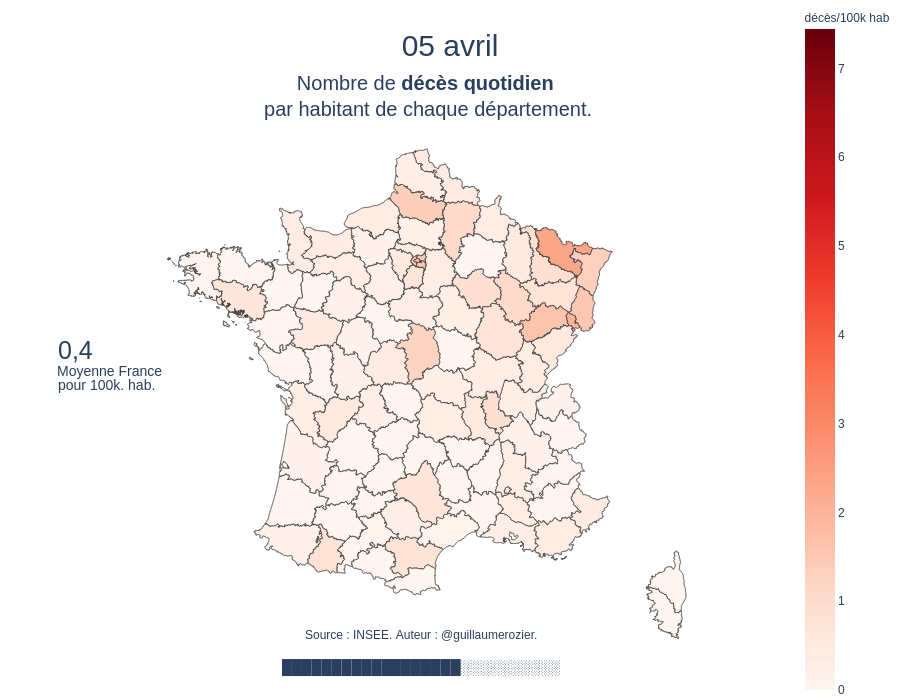 décès/100k hab
05 avril
Nombre de décès quotidien
par habitant de chaque département.
7
6
5
4
3
2
1
0
0,4
Moyenne France
pour 100k. hab.
Source : INSEE. Auteur : @guillaumerozier.